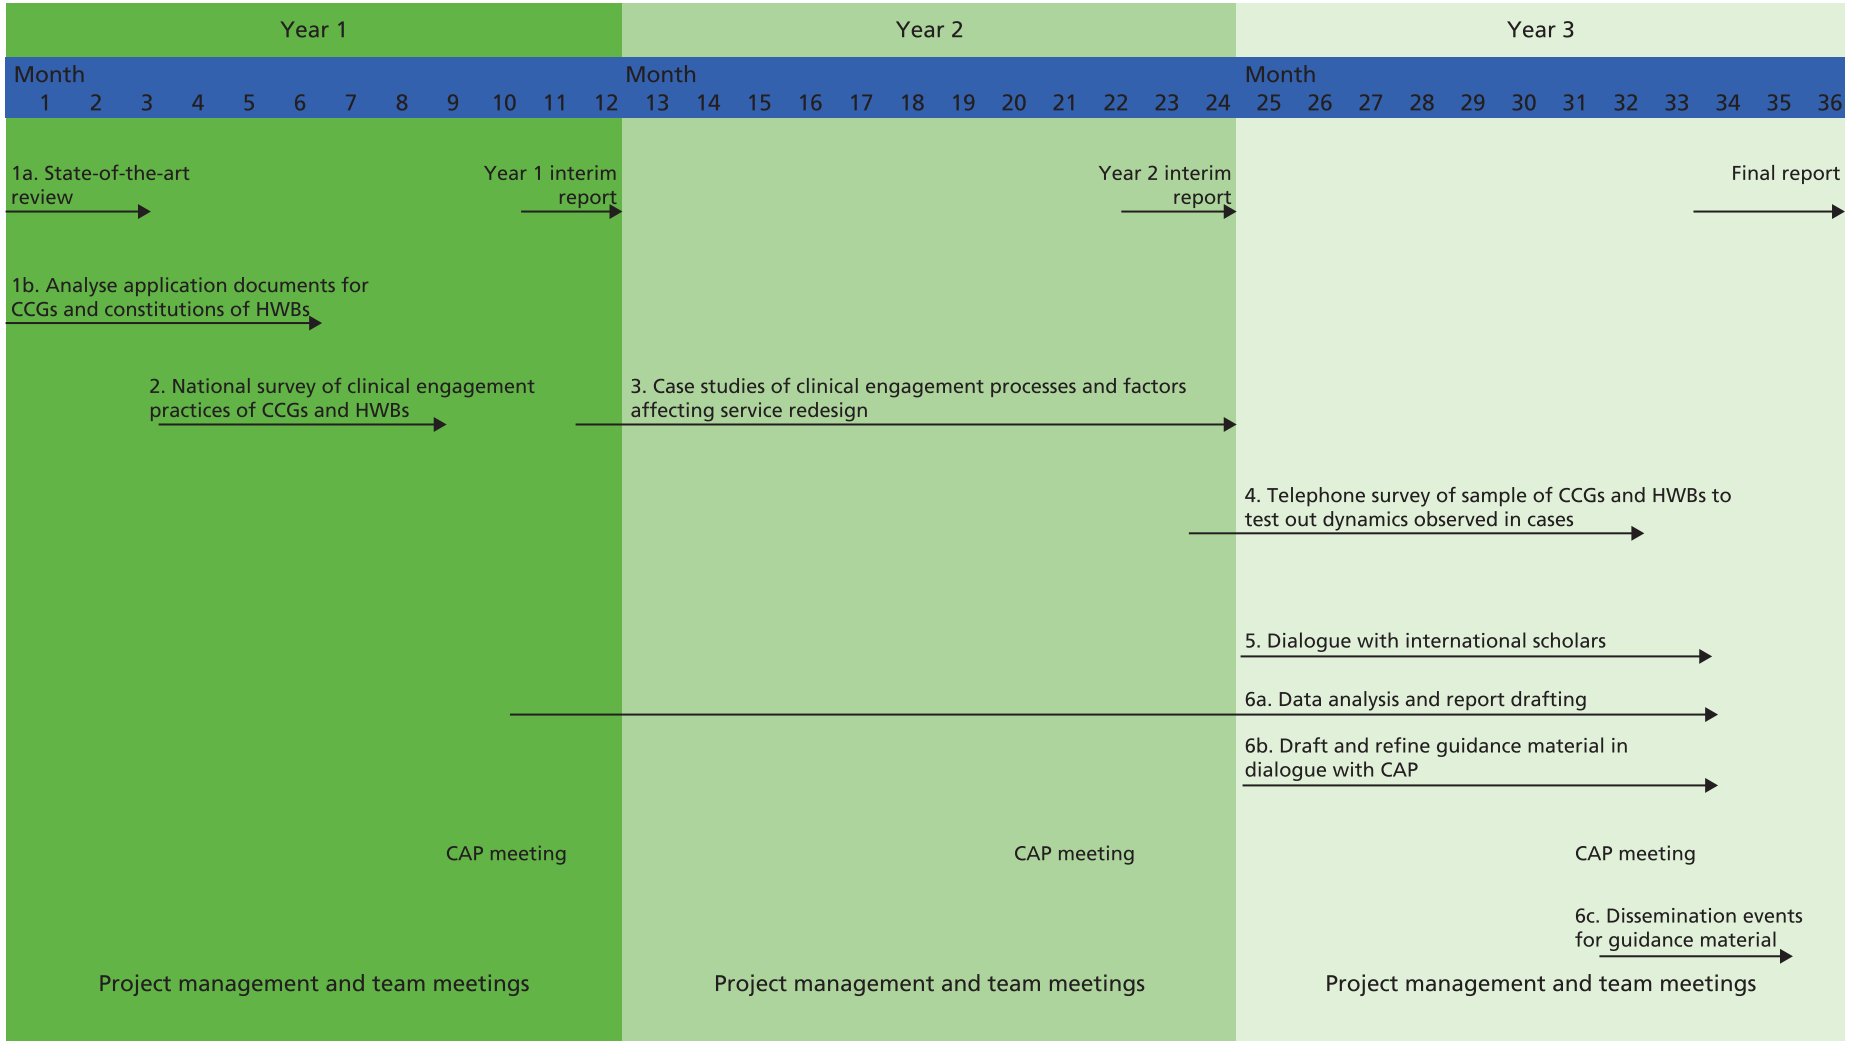 Year 1 Year 2 Year 3
Month Month Month
1 2 3 4 5 6 7 8 9 10 11 12 13 14 15 16 17 18 19 20 21 22 23 24 25 26 27 28 29 30 31 32 33 34 35 36
1a. State-of-the-art
review
Year 1 interim
report
Year 2 interim
report
Final report
1b. Analyse application documents for
CCGs and constitutions of HWBs
2. National survey of clinical engagement
practices of CCGs and HWBs
3. Case studies of clinical engagement processes and factors
affecting service redesign
4. Telephone survey of sample of CCGs and HWBs to
test out dynamics observed in cases
5. Dialogue with international scholars
6a. Data analysis and report drafting
6b. Draft and refine guidance material in
dialogue with CAP
CAP meeting CAP meeting CAP meeting
6c. Dissemination events
for guidance material
Project management and team meetings Project management and team meetings Project management and team meetings